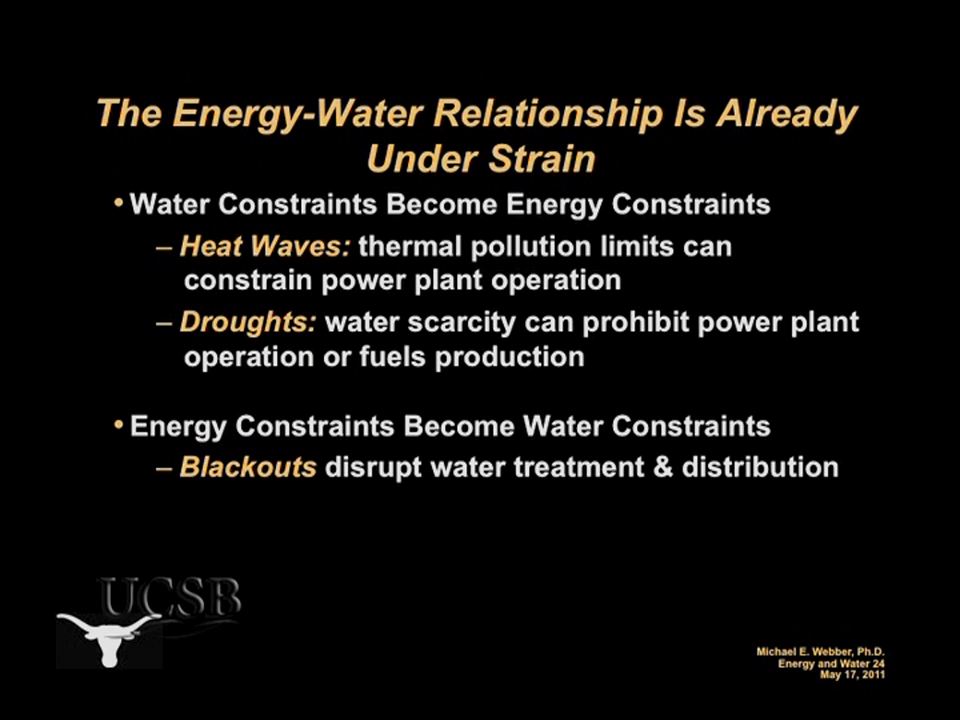 The Energy-Water Relationship Is Already
Under Strain
• Water Constraints Become Energy Constraints
– Heat Waves: thermal pollution limits can
constrain power plant operation
– Droughts: water scarcity can prohibit power plant
operation or fuels production
• Energy Constraints Become Water Constraints
– Blackouts disrupt water treatment & distribution
UCSB
Michael E. Webber, Ph.D.
Energy and Water 24
May 17, 2011